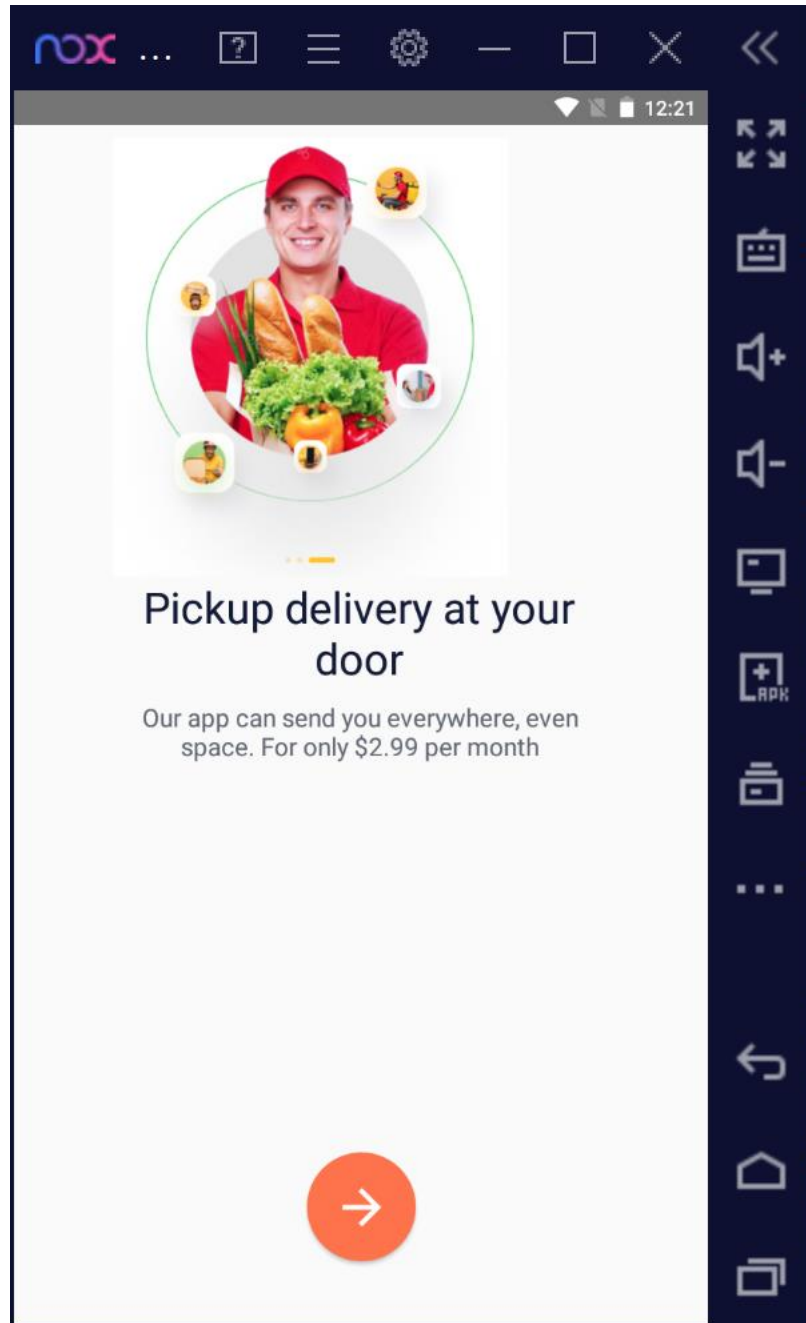 nox ...
12:21
Pickup delivery at your
door
Our app can send you everywhere, even
space. For only $2.99 per month
APK